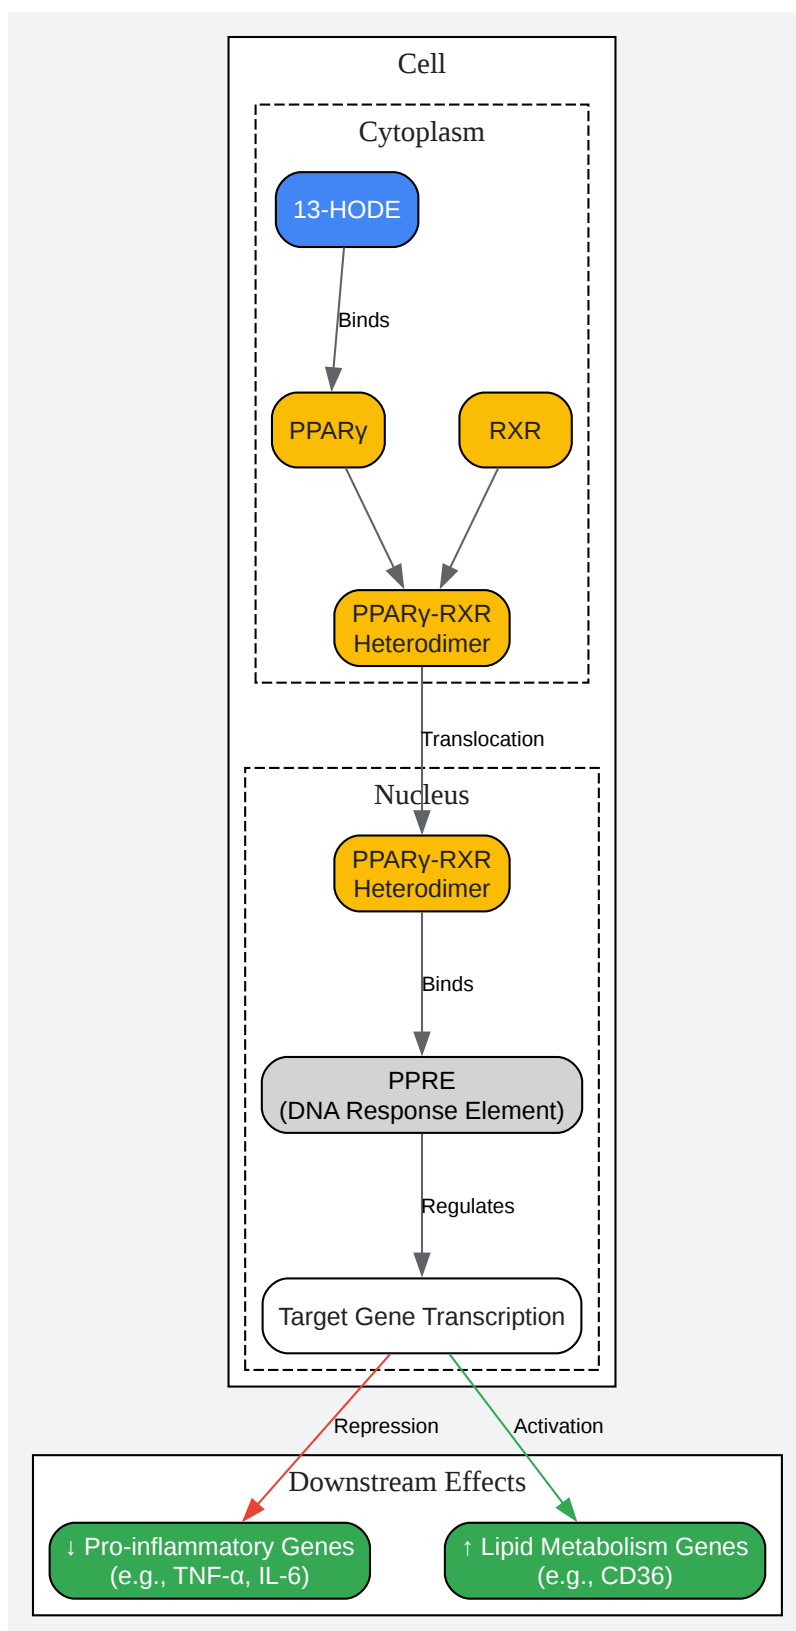 Cell
Cytoplasm
13-HODE
Binds
PPARγ
RXR
PPARγ-RXR
Heterodimer
Translocation
Nucleus
PPARγ-RXR
Heterodimer
Binds
PPRE
(DNA Response Element)
Regulates
Target Gene Transcription
Repression
Activation
Downstream Effects
↓ Pro-inflammatory Genes
(e.g., TNF-α, IL-6)
↑ Lipid Metabolism Genes
(e.g., CD36)